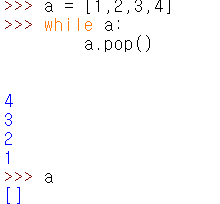 >>> a = [1,2,3,4]
>>> while a:
        a.pop()
4
3
2
1
>>> a
[]